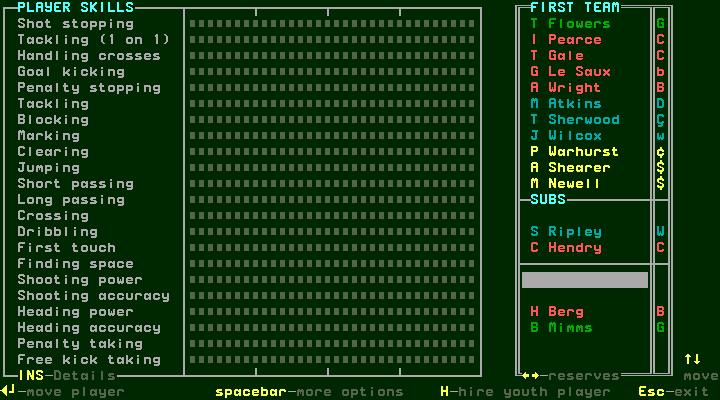 PLAYER SKILLS
Shot stopping
Tackling (1 on 1)
Handling crosses
Goal kicking
Penalty stopping
Tackling
Blocking
Marking
Clearing
Jumping
Short passing
Long passing
Crossing
Dribbling
First touch
Finding space
Shooting power
Shooting accuracy
Heading power
Heading accuracy
Penalty taking
Free kick taking
INS-Details
FIRST TEAM
T Flowers G
I Pearce C
T Gale C
G Le Saux b
A Wright B
M Atkins D
T Sherwood Ç
J Wilcox w
P Warhurst ¢
A Shearer $
M Newell $
SUBS
S Ripley W
C Hendry C
H Berg B
B Mimms G
↔-reserves
↑↓
move
◄┘-move player
spacebar-more options
H-hire youth player
Esc-exit